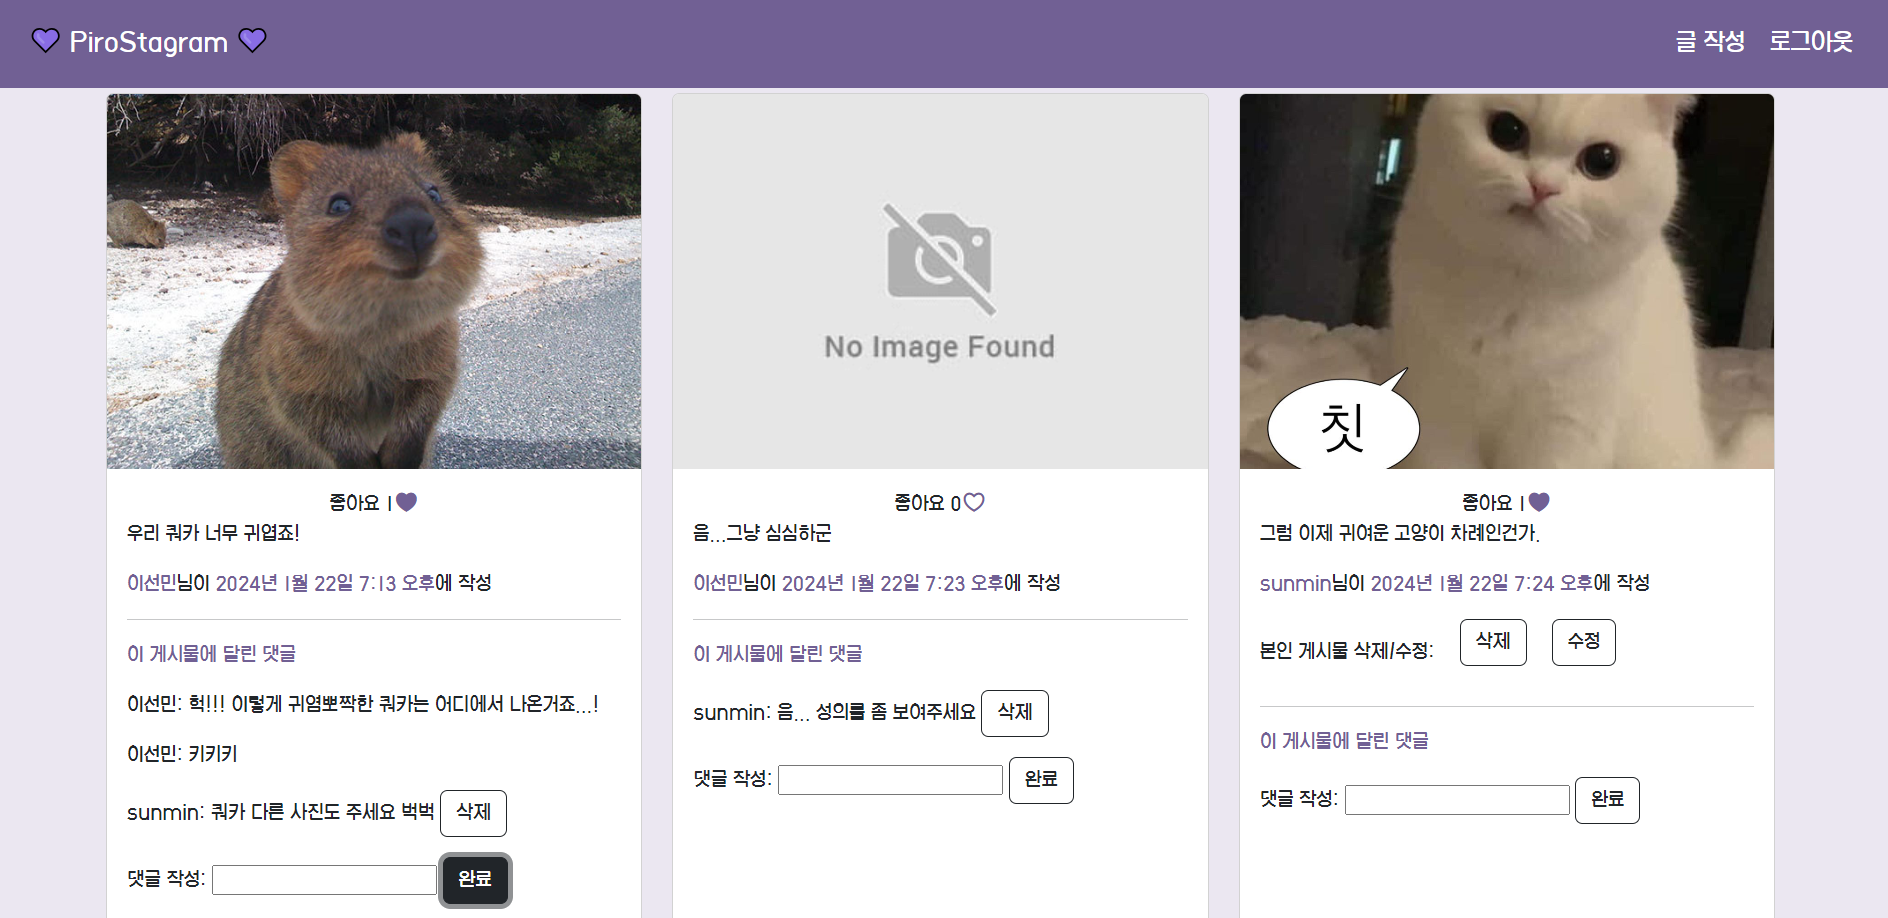 💜 PiroStagram 💜
글 작성 로그아웃
좋아요 1
우리 쿼카 너무 귀엽죠!
이선민님이 2024년 1월 22일 7:13 오후에 작성
이 게시물에 달린 댓글
이선민: 헉!!! 이렇게 귀염뽀짝한 쿼카는 어디에서 나온거죠...!
이선민: 키키키
sunmin: 쿼카 다른 사진도 주세요 벅벅 삭제
댓글 작성: 완료
No Image Found
좋아요 0
음...그냥 심심하군
이선민님이 2024년 1월 22일 7:23 오후에 작성
이 게시물에 달린 댓글
sunmin: 음... 성의를 좀 보여주세요 삭제
댓글 작성: 완료
칫
좋아요 1
그럼 이제 귀여운 고양이 차례인건가.
sunmin님이 2024년 1월 22일 7:24 오후에 작성
본인 게시물 삭제/수정: 삭제 수정
이 게시물에 달린 댓글
댓글 작성: 완료